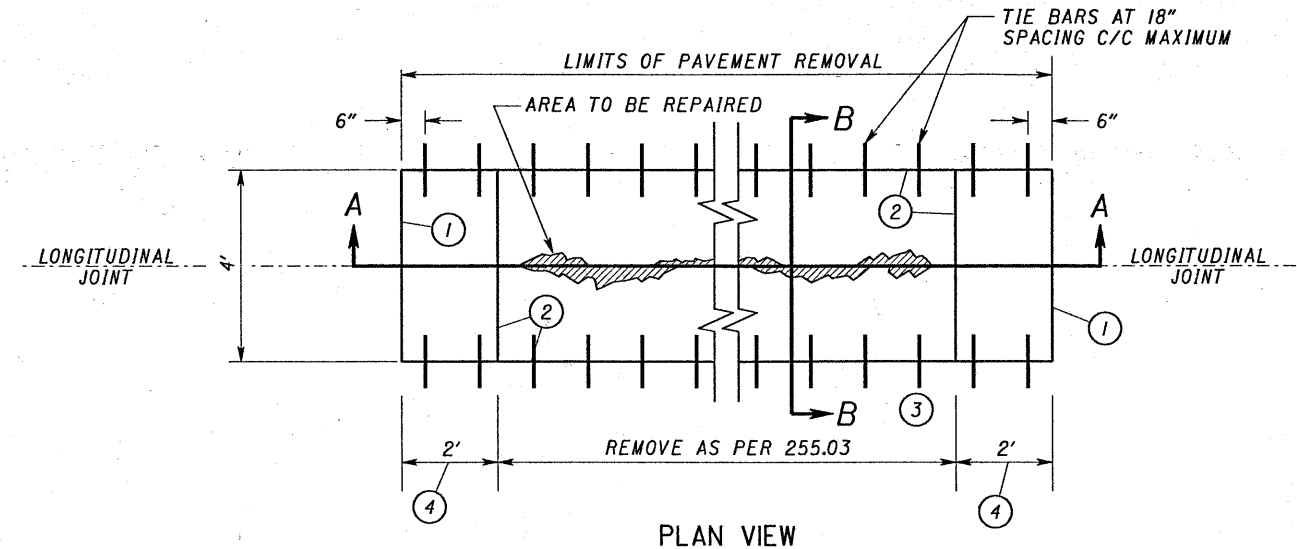 TIE BARS AT 18"
SPACING C/C MAXIMUM
LIMITS OF PAVEMENT REMOVAL
AREA TO BE REPAIRED
6"
B
6"
A
1
2
A
LONGITUDINAL
JOINT
4'
LONGITUDINAL
JOINT
2
1
3
B
2'
REMOVE AS PER 255.03
2'
4
4
PLAN VIEW